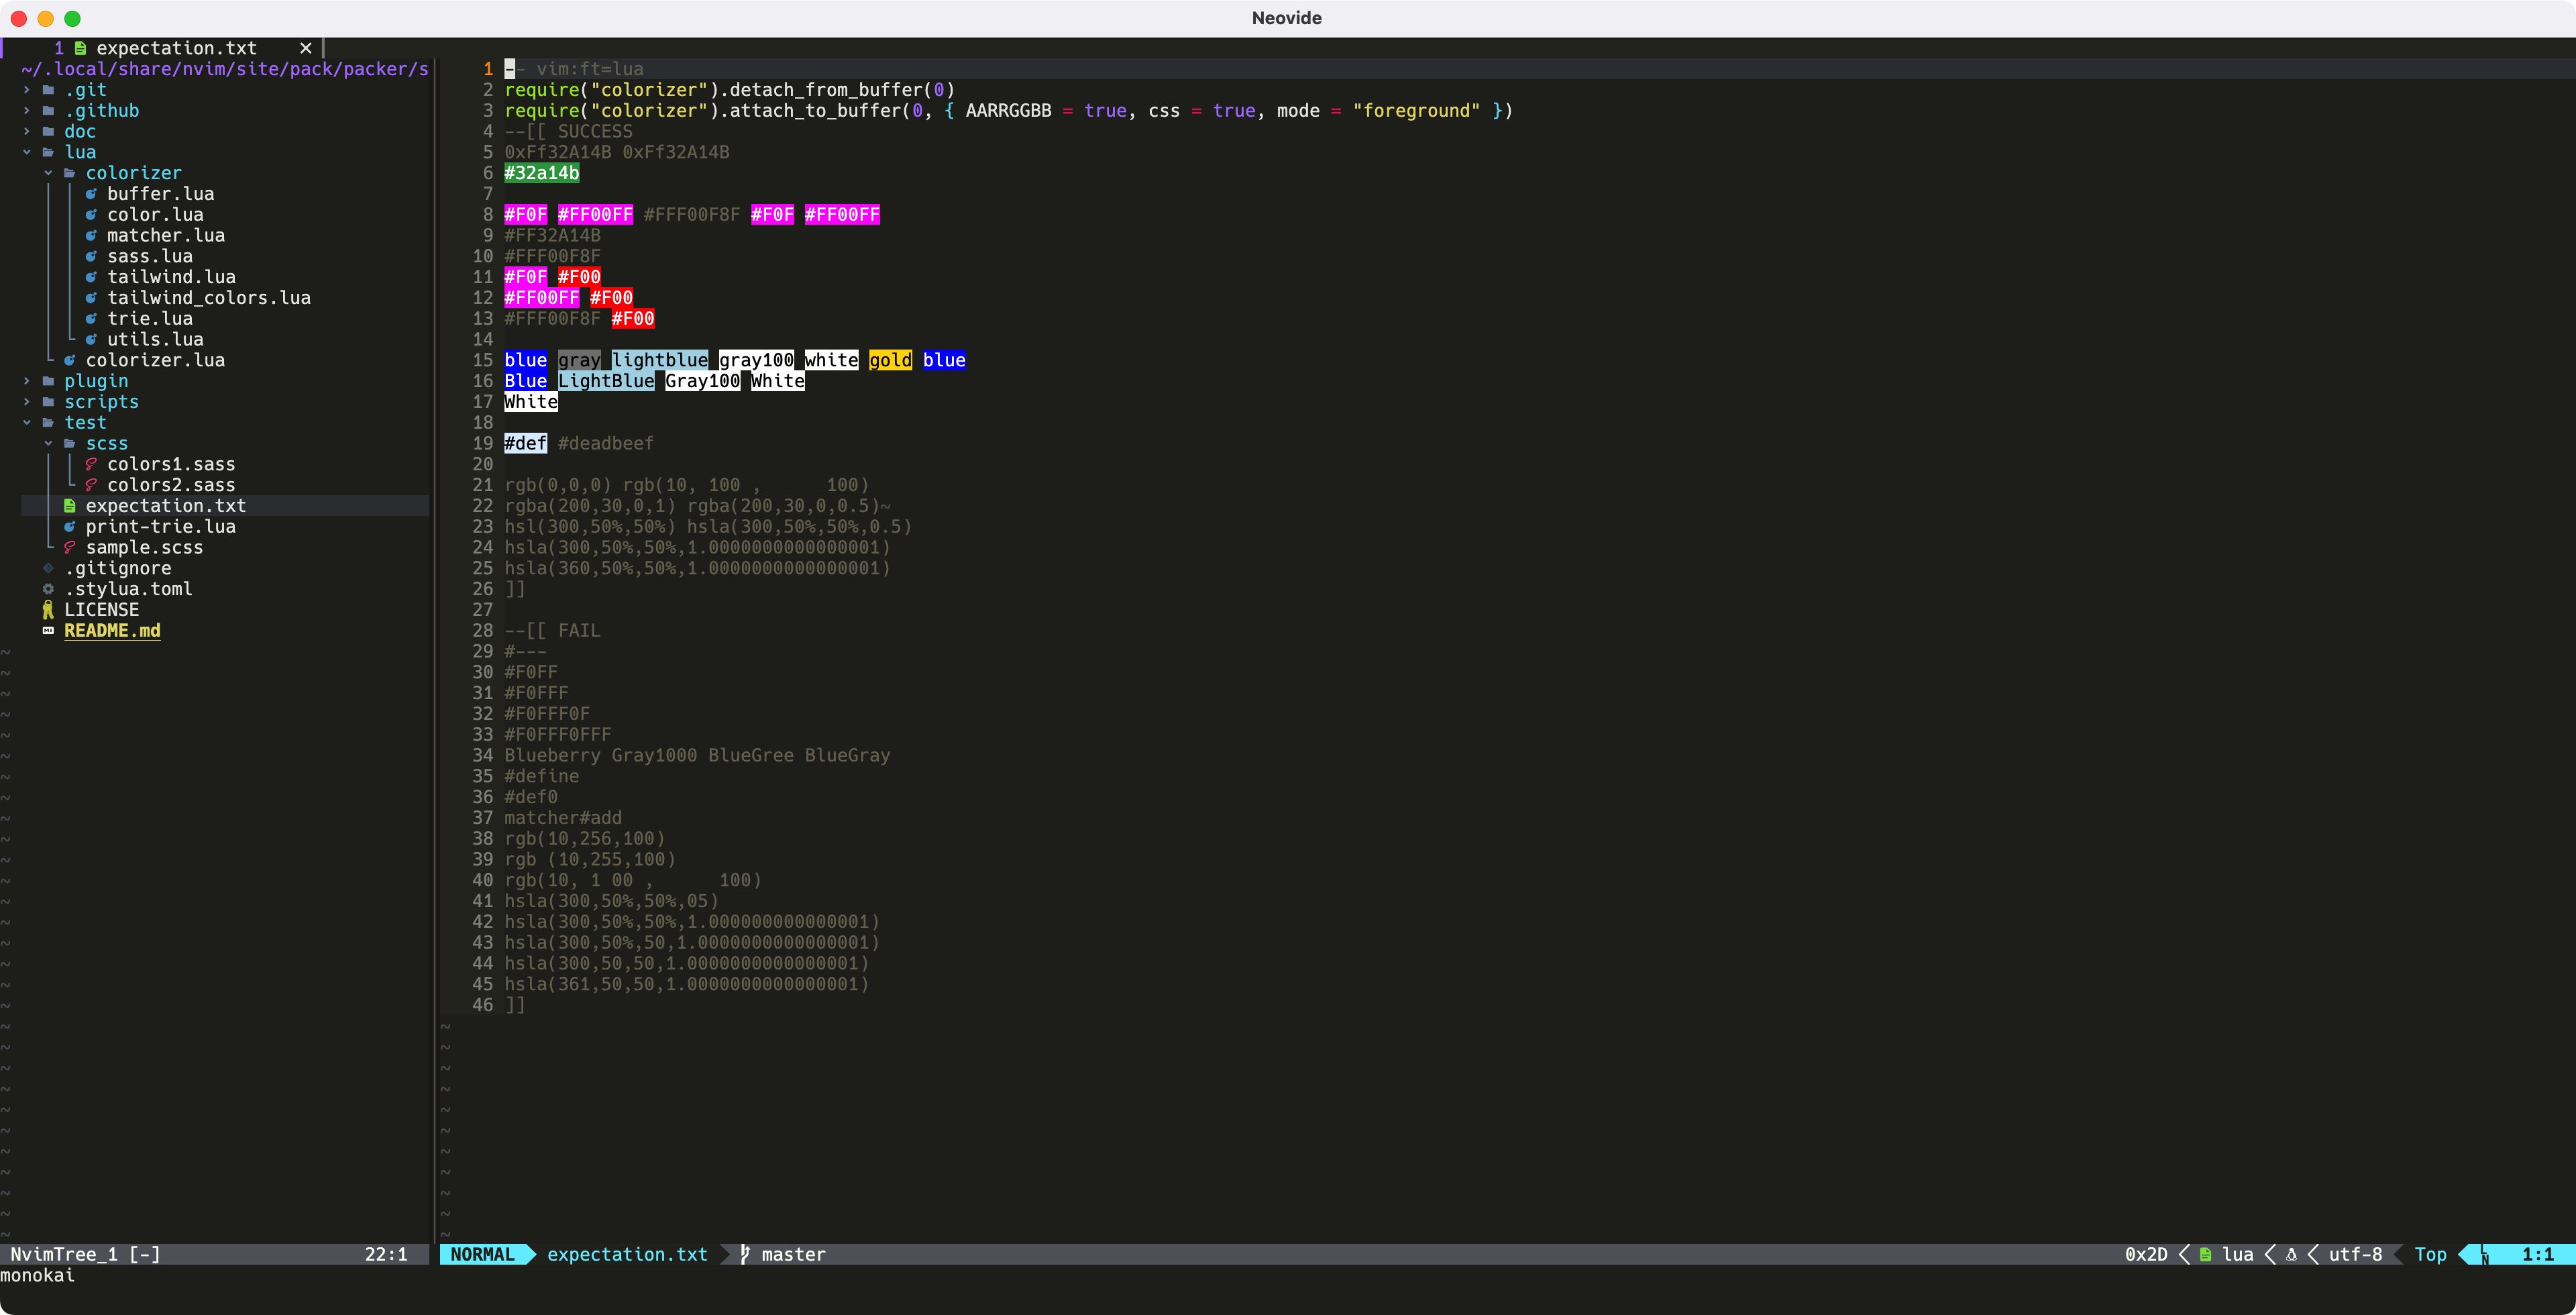 Neovide
1 expectation.txt ✕
~/.local/share/nvim/site/pack/packer/s
.git
.github
doc
lua
colorizer
buffer.lua
color.lua
matcher.lua
sass.lua
tailwind.lua
tailwind_colors.lua
trie.lua
utils.lua
colorizer.lua
plugin
scripts
test
scss
colors1.sass
colors2.sass
expectation.txt
print-trie.lua
sample.scss
.gitignore
.stylua.toml
LICENSE
README.md
1 -- vim:ft=lua
2 require("colorizer").detach_from_buffer(0)
3 require("colorizer").attach_to_buffer(0, { AARRGGBB = true, css = true, mode = "foreground" })
4 --[[ SUCCESS
5 0xFf32A14B 0xFf32A14B
6 #32a14b
7
8 #F0F #FF00FF #FFF00F8F #F0F #FF00FF
9 #FF32A14B
10 #FFF00F8F
11 #F0F #F00
12 #FF00FF #F00
13 #FFF00F8F #F00
14
15 blue gray lightblue gray100 white gold blue
16 Blue LightBlue Gray100 White
17 White
18
19 #def #deadbeef
20
21 rgb(0,0,0) rgb(10, 100 ,      100)
22 rgba(200,30,0,1) rgba(200,30,0,0.5)~
23 hsl(300,50%,50%) hsla(300,50%,50%,0.5)
24 hsla(300,50%,50%,1.0000000000000001)
25 hsla(360,50%,50%,1.0000000000000001)
26 ]]
27
28 --[[ FAIL
29 #---
30 #F0FF
31 #F0FFF
32 #F0FFF0F
33 #F0FFF0FFF
34 Blueberry Gray1000 BlueGree BlueGray
35 #define
36 #def0
37 matcher#add
38 rgb(10,256,100)
39 rgb (10,255,100)
40 rgb(10, 1 00 ,      100)
41 hsla(300,50%,50%,05)
42 hsla(300,50%,50%,1.000000000000001)
43 hsla(300,50%,50,1.0000000000000001)
44 hsla(300,50,50,1.0000000000000001)
45 hsla(361,50,50,1.0000000000000001)
46 ]]
NvimTree_1 [-] 22:1
NORMAL expectation.txt master 0x2D lua utf-8 Top 1:1
monokai